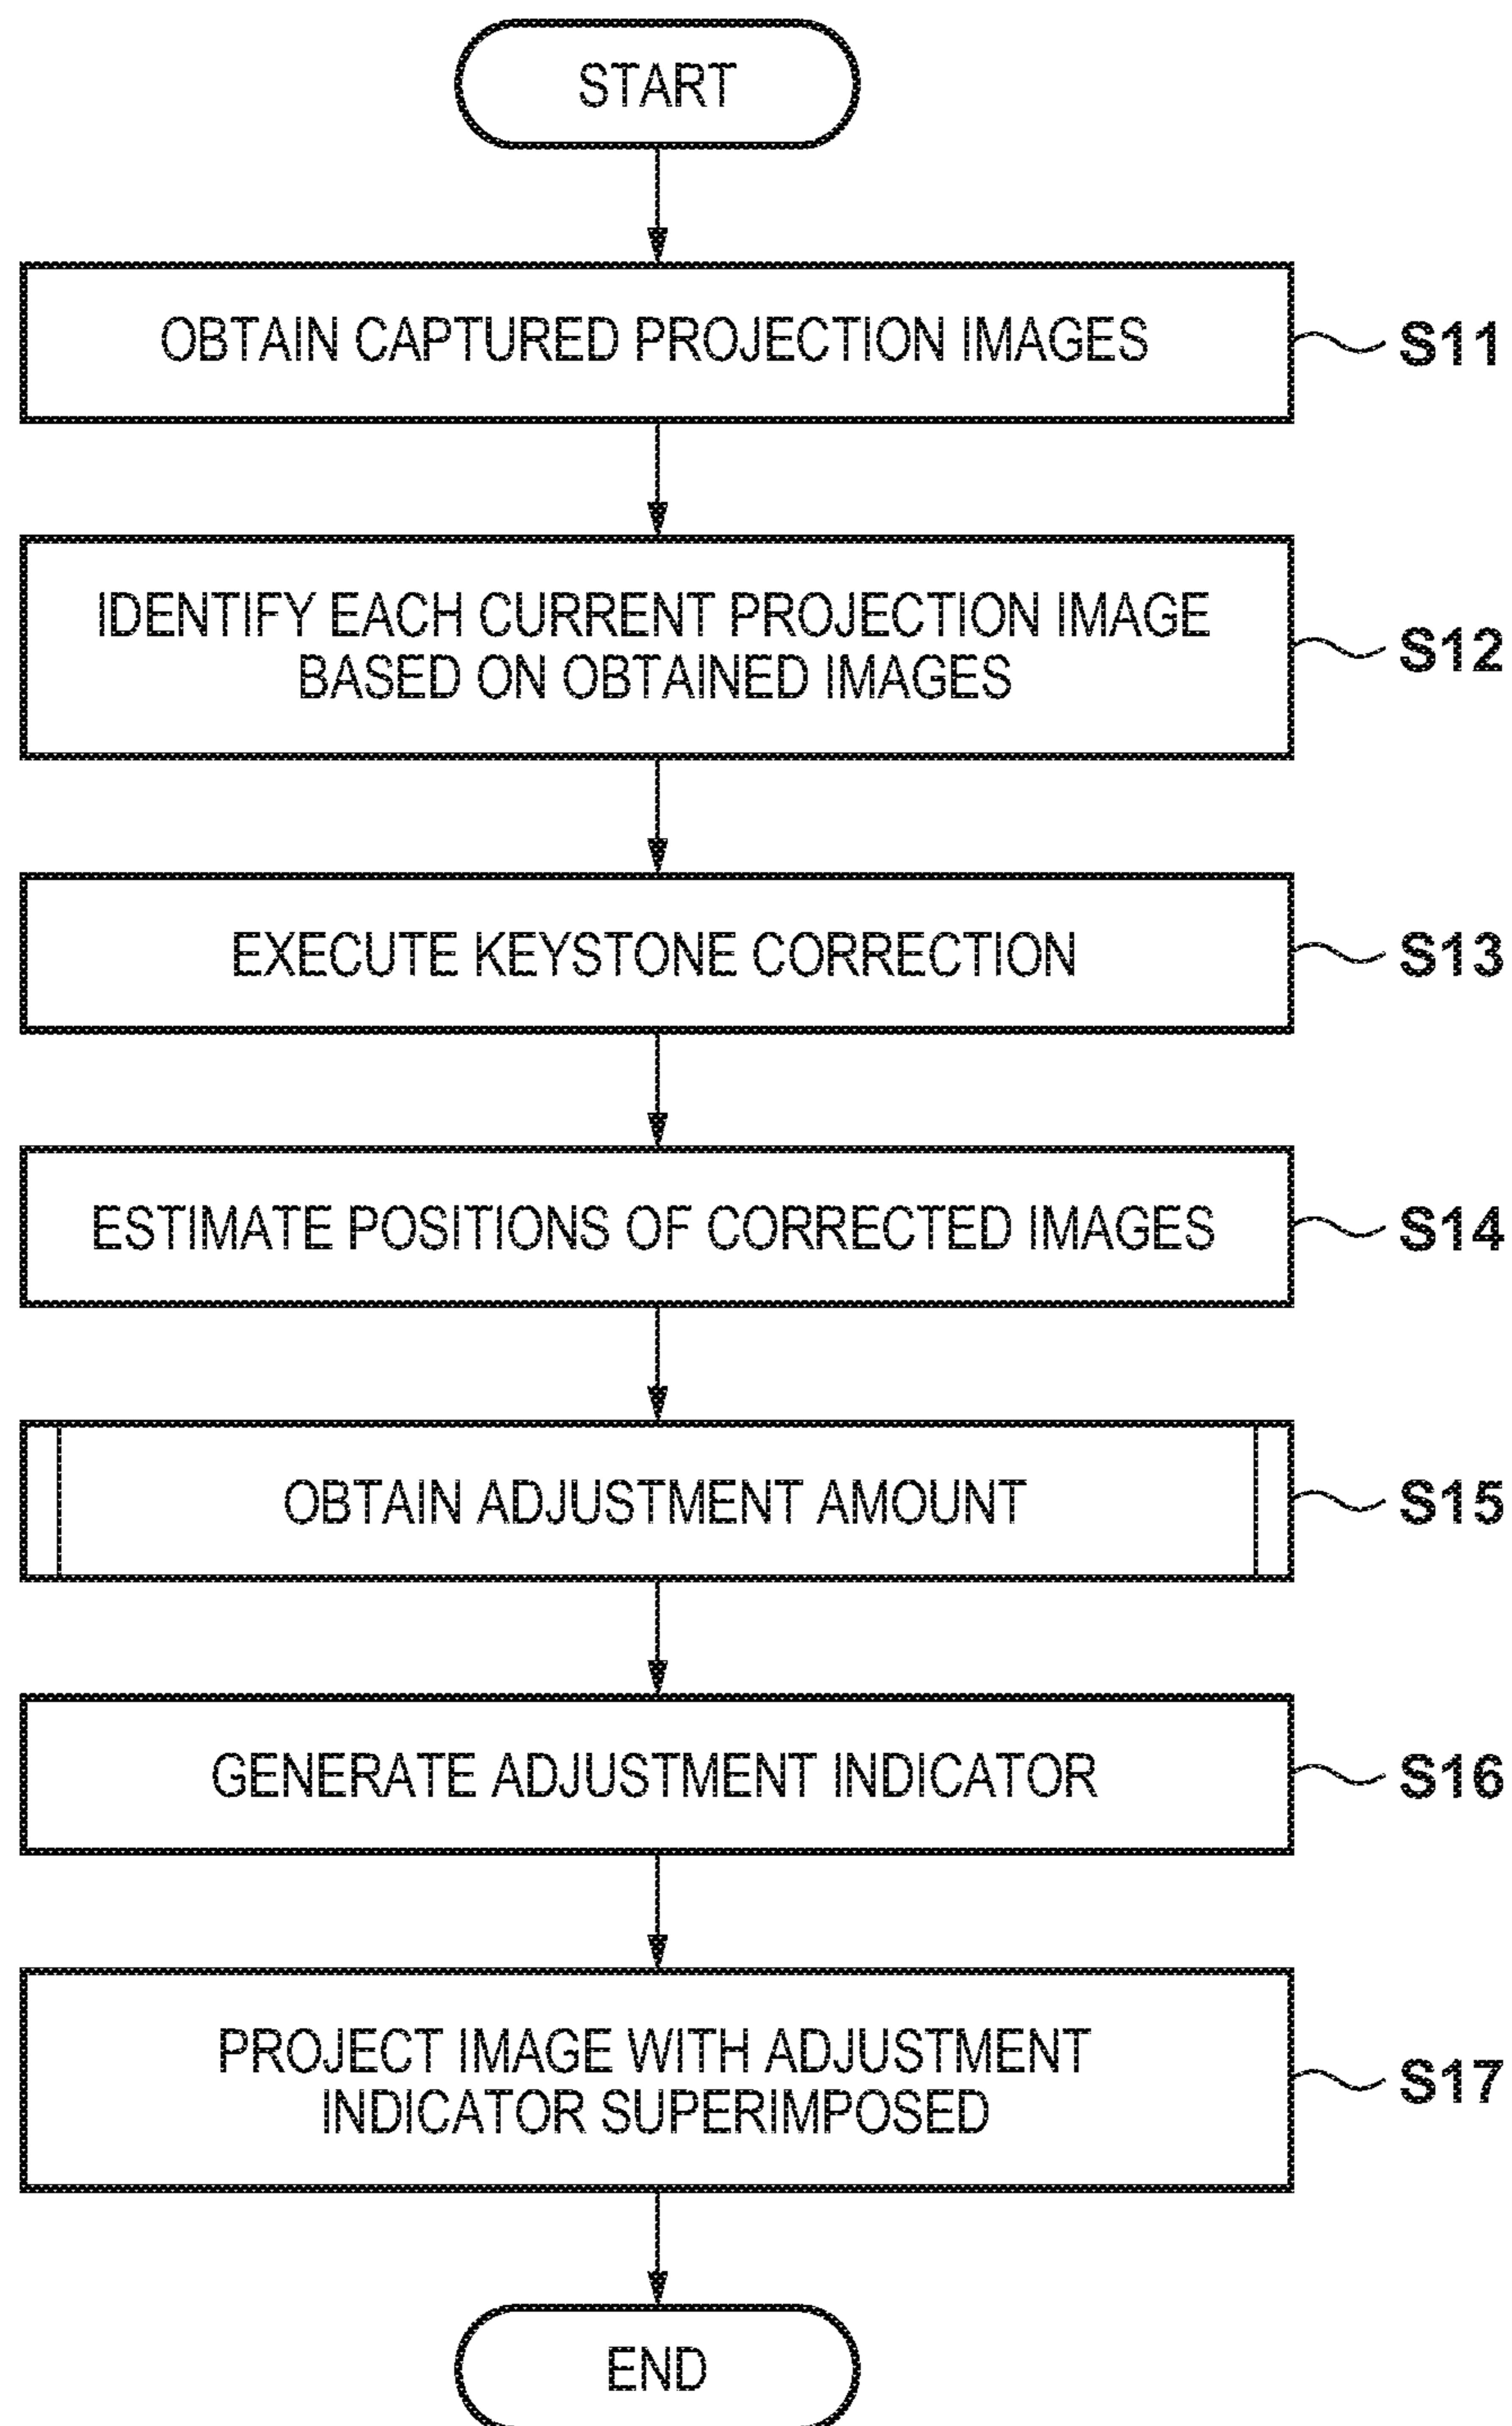 START
OBTAIN CAPTURED PROJECTION IMAGES
S11
IDENTIFY EACH CURRENT PROJECTION IMAGE
BASED ON OBTAINED IMAGES
S12
EXECUTE KEYSTONE CORRECTION
S13
ESTIMATE POSITIONS OF CORRECTED IMAGES
S14
OBTAIN ADJUSTMENT AMOUNT
S15
GENERATE ADJUSTMENT INDICATOR
S16
PROJECT IMAGE WITH ADJUSTMENT
INDICATOR SUPERIMPOSED
S17
END